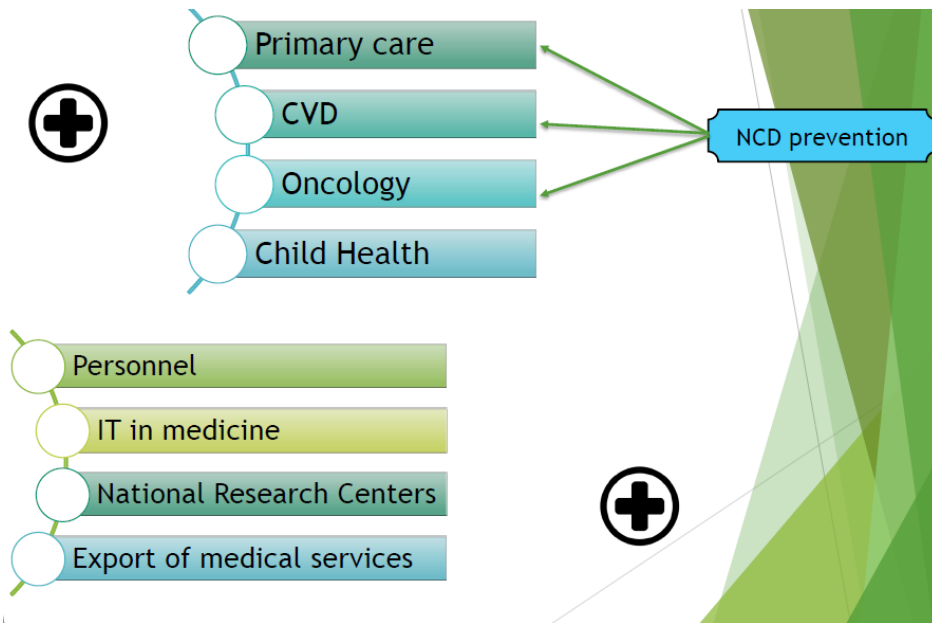 Primary care
CVD
NCD prevention
Oncology
Child Health
Personnel
IT in medicine
National Research Centers
Export of medical services